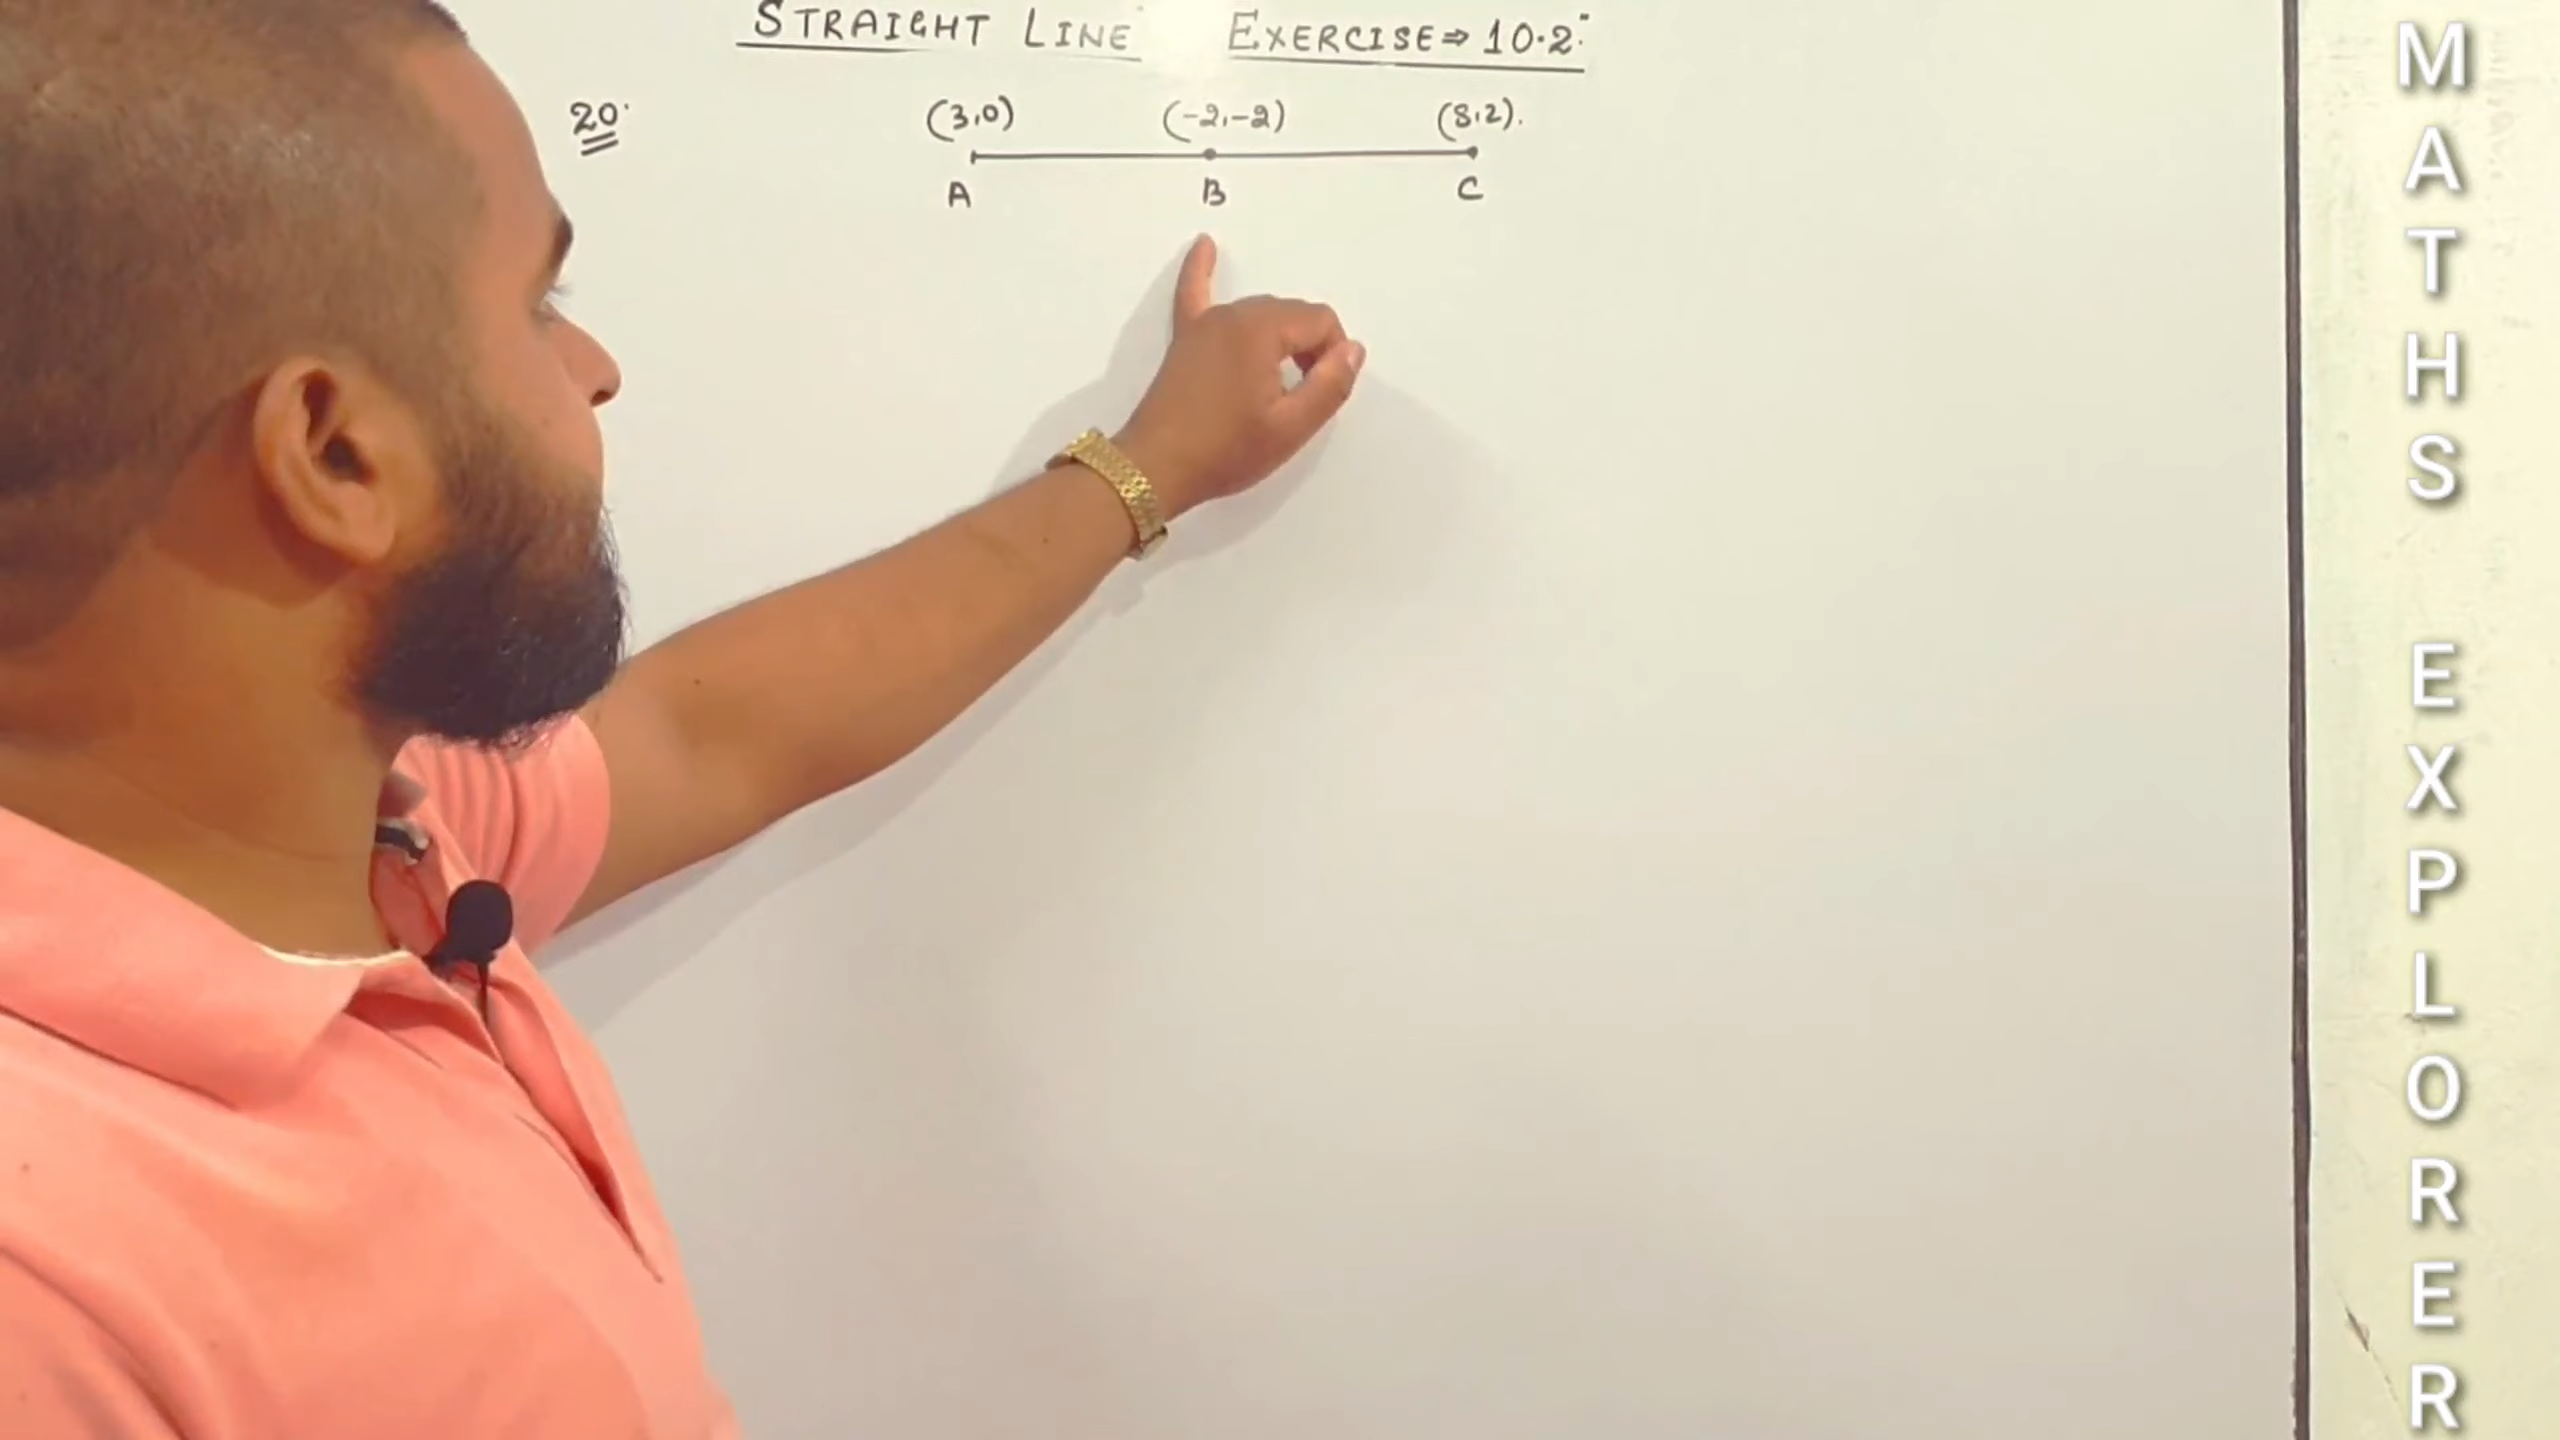 STRAIGHT LINE EXERCISE ⇒ 10.2:
20.
(3,0) (-2,-2) (8,2).
A B C
MATHS EXPLORER